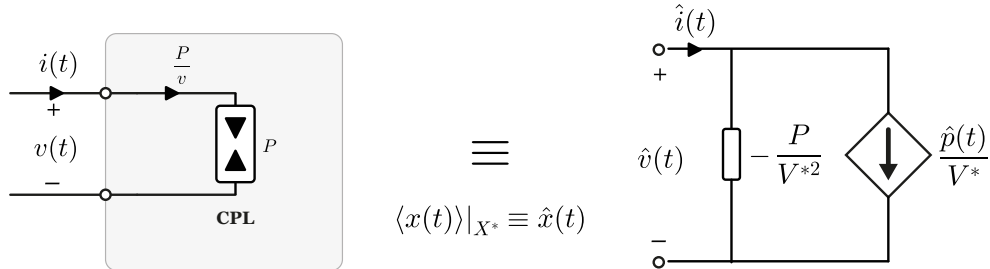 i(t)
P/v
+
v(t)
−
P
CPL
≡
⟨x(t)⟩|_{X*} ≡ x̂(t)
î(t)
+
v̂(t)
− P/V*²
p̂(t)/V*
−